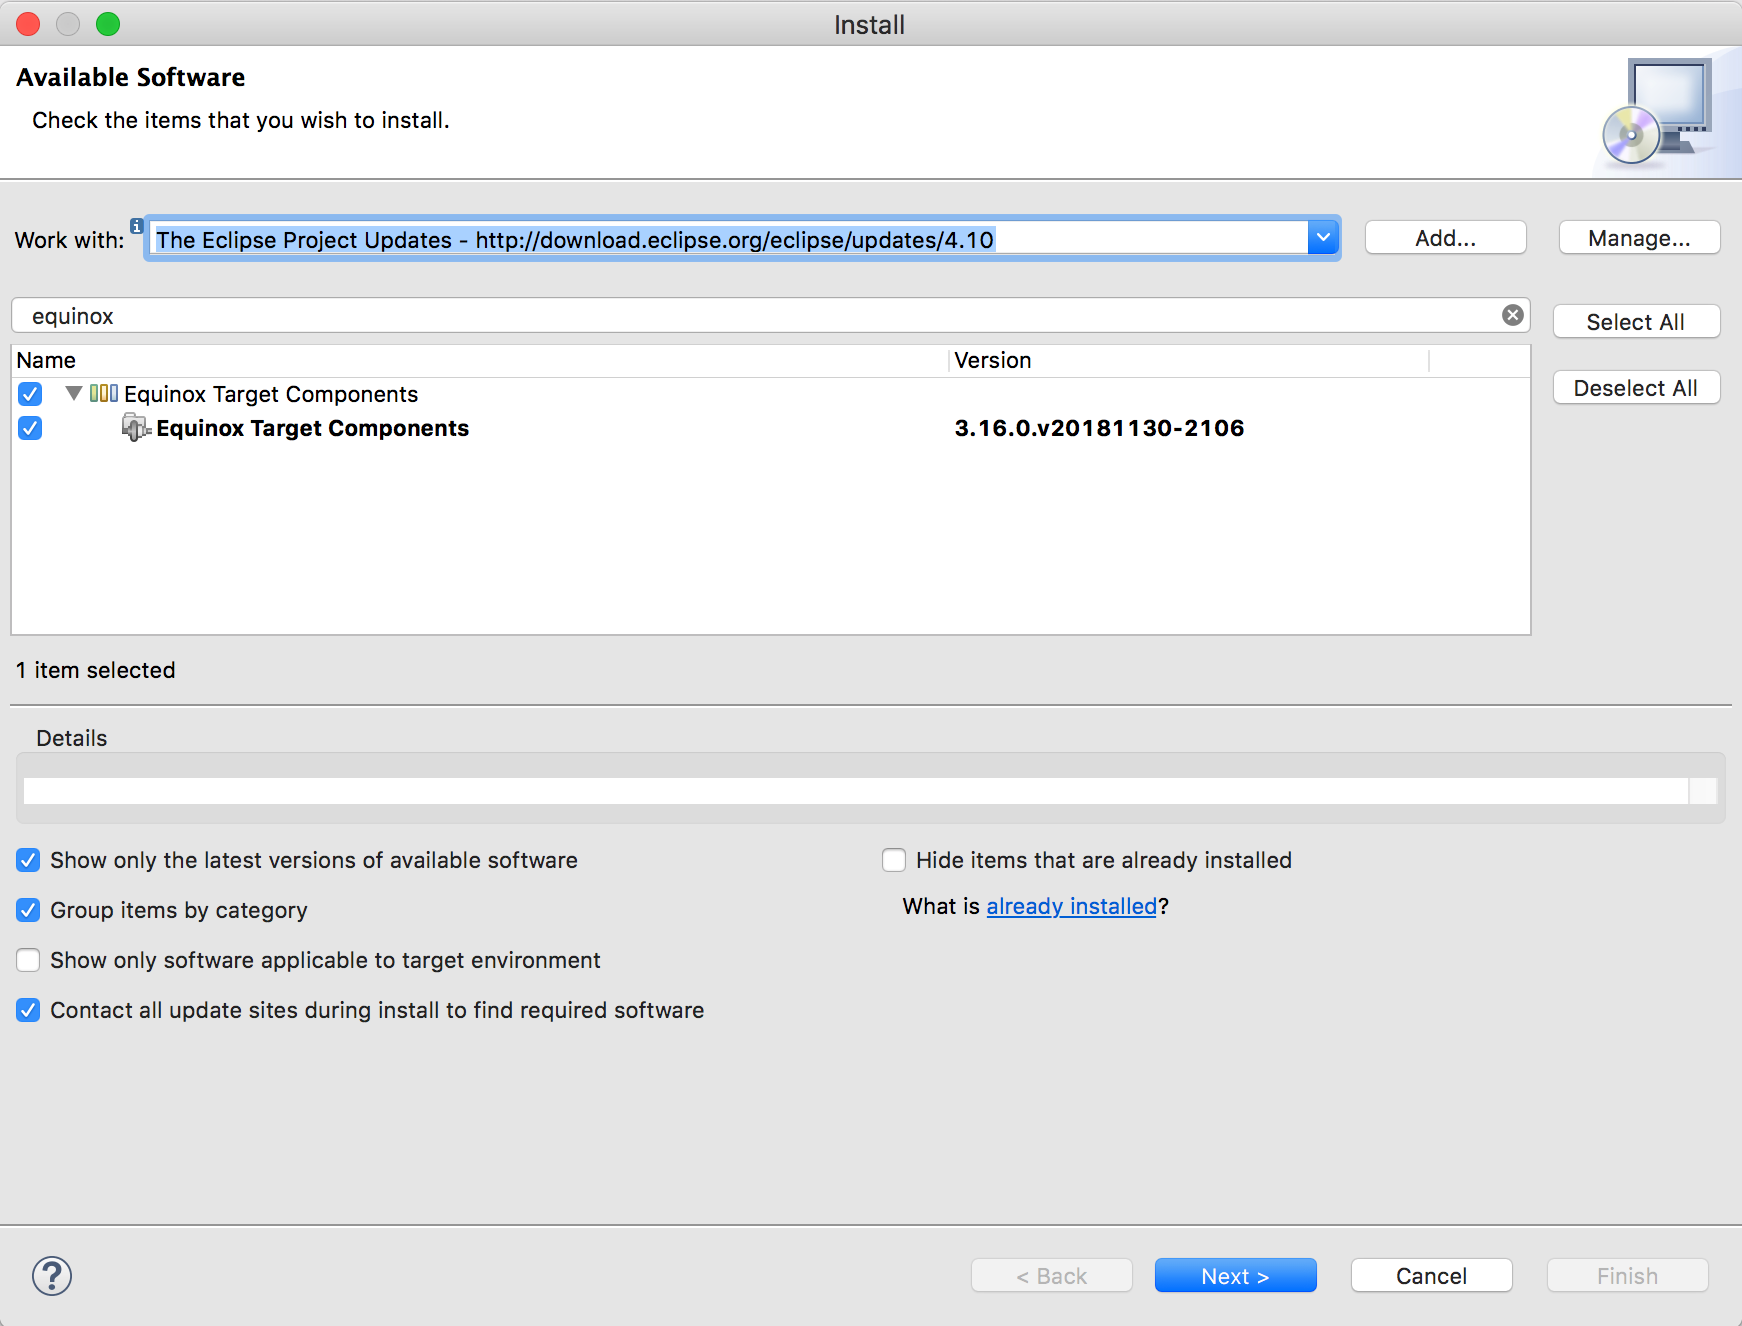 Install
Available Software
Check the items that you wish to install.
Work with: The Eclipse Project Updates - http://download.eclipse.org/eclipse/updates/4.10 Add... Manage...
equinox
Select All
Name Version
Equinox Target Components
Deselect All
Equinox Target Components 3.16.0.v20181130-2106
1 item selected
Details
Show only the latest versions of available software Hide items that are already installed
Group items by category What is already installed?
Show only software applicable to target environment
Contact all update sites during install to find required software
? < Back Next > Cancel Finish